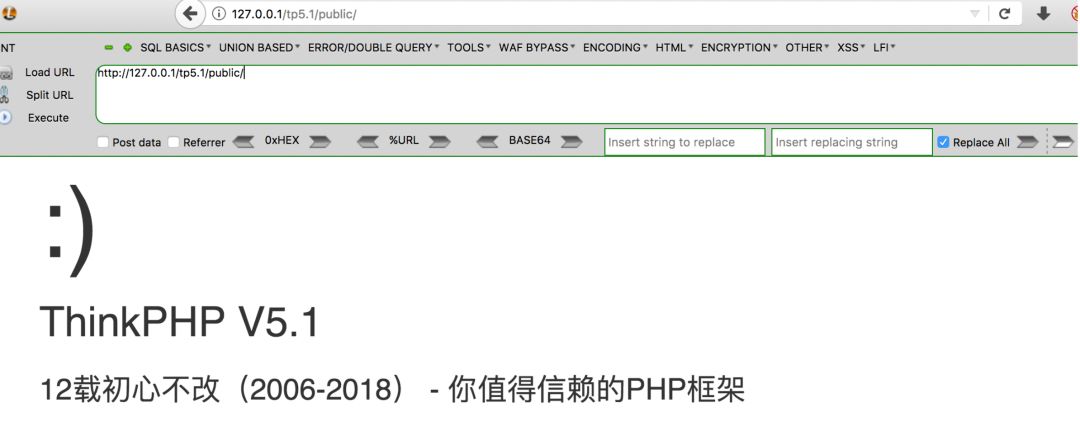 127.0.0.1/tp5.1/public/
NT SQL BASICS UNION BASED ERROR/DOUBLE QUERY TOOLS WAF BYPASS ENCODING HTML ENCRYPTION OTHER XSS LFI
Load URL http://127.0.0.1/tp5.1/public/
Split URL
Execute
Post data Referrer 0xHEX %URL BASE64 Insert string to replace Insert replacing string Replace All
:)
ThinkPHP V5.1
12载初心不改（2006-2018） - 你值得信赖的PHP框架